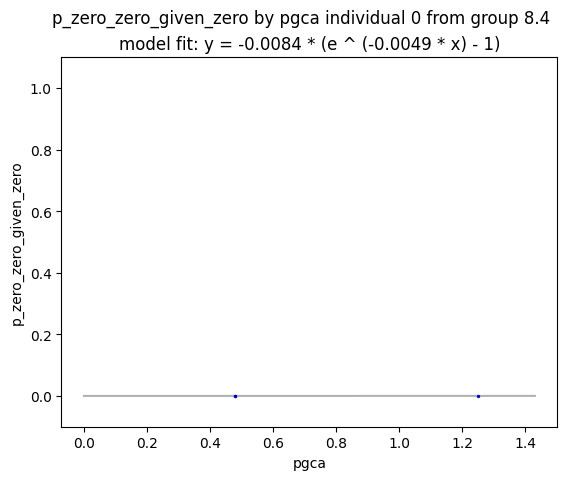 p_zero_zero_given_zero by pgca individual 0 from group 8.4
model fit: y = -0.0084 * (e ^ (-0.0049 * x) - 1)
1.0
0.8
0.6
0.4
0.2
0.0
p_zero_zero_given_zero
0.0 0.2 0.4 0.6 0.8 1.0 1.2 1.4
pgca